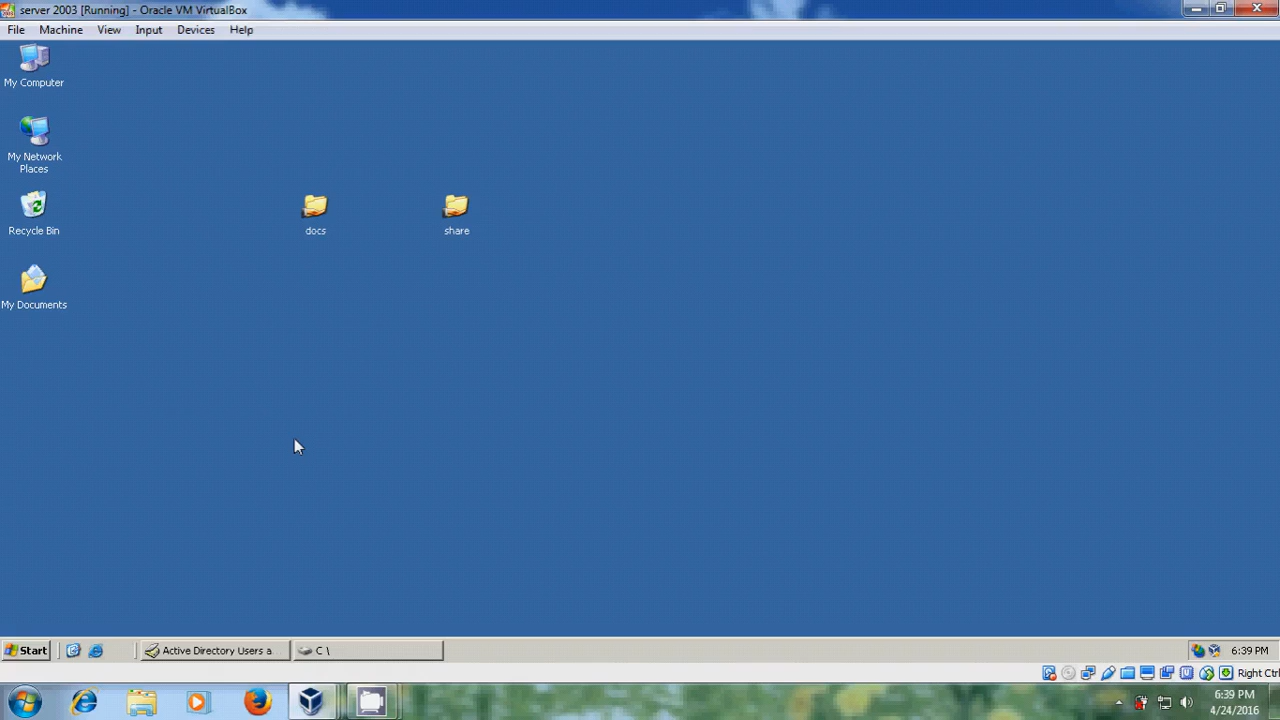 server 2003 [Running] - Oracle VM VirtualBox
File Machine View Input Devices Help
My Computer
My Network
Places
Recycle Bin
My Documents
docs
share
Start
Active Directory Users a...
C:\
6:39 PM
Right Ctrl
6:39 PM
4/24/2016